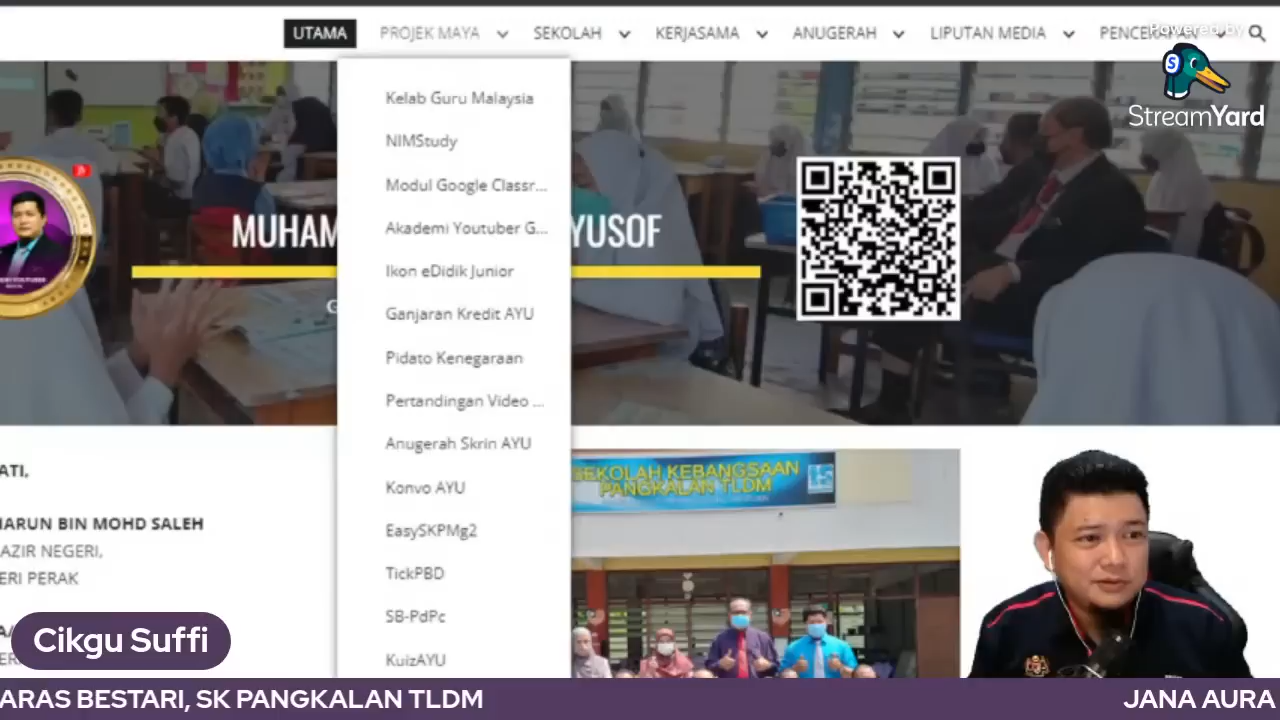 UTAMA
PROJEK MAYA
SEKOLAH
KERJASAMA
ANUGERAH
LIPUTAN MEDIA
Powered by
StreamYard
Kelab Guru Malaysia
NIMStudy
Modul Google Classr...
Akademi Youtuber G...
Ikon eDidik Junior
Ganjaran Kredit AYU
Pidato Kenegaraan
Pertandingan Video ...
Anugerah Skrin AYU
Konvo AYU
EasySKPMg2
TickPBD
SB-PdPc
KuizAYU
MUHAM
YUSOF
G
ATI,
HARUN BIN MOHD SALEH
AZIR NEGERI,
ERI PERAK
SEKOLAH KEBANGSAAN
PANGKALAN TLDM
Cikgu Suffi
ARAS BESTARI, SK PANGKALAN TLDM
JANA AURA